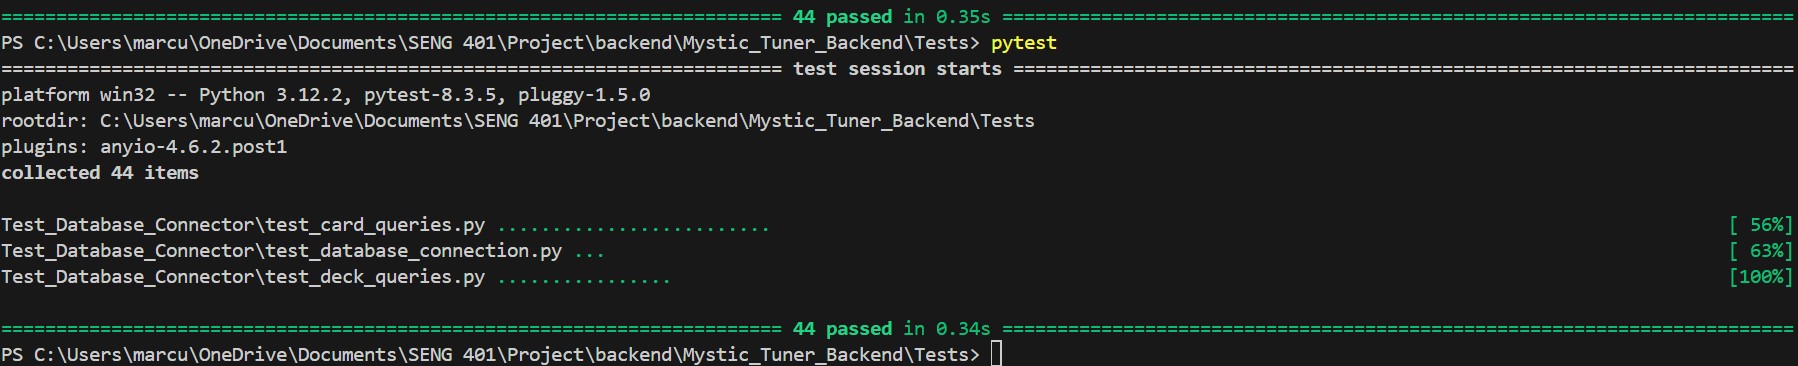 ============================================================================ 44 passed in 0.35s =============================================================================
PS C:\Users\marcu\OneDrive\Documents\SENG 401\Project\backend\Mystic_Tuner_Backend\Tests> pytest
============================================================================ test session starts ============================================================================
platform win32 -- Python 3.12.2, pytest-8.3.5, pluggy-1.5.0
rootdir: C:\Users\marcu\OneDrive\Documents\SENG 401\Project\backend\Mystic_Tuner_Backend\Tests
plugins: anyio-4.6.2.post1
collected 44 items
Test_Database_Connector\test_card_queries.py ......................... [ 56%]
Test_Database_Connector\test_database_connection.py ... [ 63%]
Test_Database_Connector\test_deck_queries.py ................ [100%]
============================================================================ 44 passed in 0.34s =============================================================================
PS C:\Users\marcu\OneDrive\Documents\SENG 401\Project\backend\Mystic_Tuner_Backend\Tests>